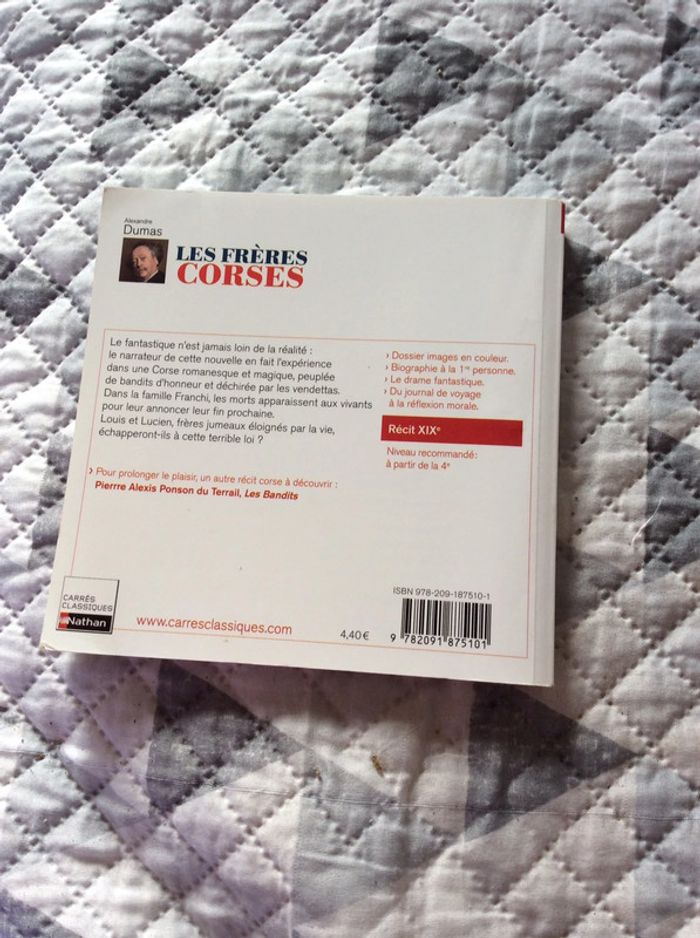 Alexandre
Dumas
LES FRÈRES
CORSES
Le fantastique n'est jamais loin de la réalité :
le narrateur de cette nouvelle en fait l'expérience
dans une Corse romanesque et magique, peuplée
de bandits d'honneur et déchirée par les vendettas.
Dans la famille Franchi, les morts apparaissent aux vivants
pour leur annoncer leur fin prochaine.
Louis et Lucien, frères jumeaux éloignés par la vie,
échapperont-ils à cette terrible loi ?
› Pour prolonger le plaisir, un autre récit corse à découvrir :
Pierrre Alexis Ponson du Terrail, Les Bandits
› Dossier images en couleur.
› Biographie à la 1re personne.
› Le drame fantastique.
› Du journal de voyage
à la réflexion morale.
Récit XIXe
Niveau recommandé :
à partir de la 4e
CARRÉS
CLASSIQUES
Nathan
www.carresclassiques.com
4,40 €
ISBN 978-209-187510-1
9 782091 875101